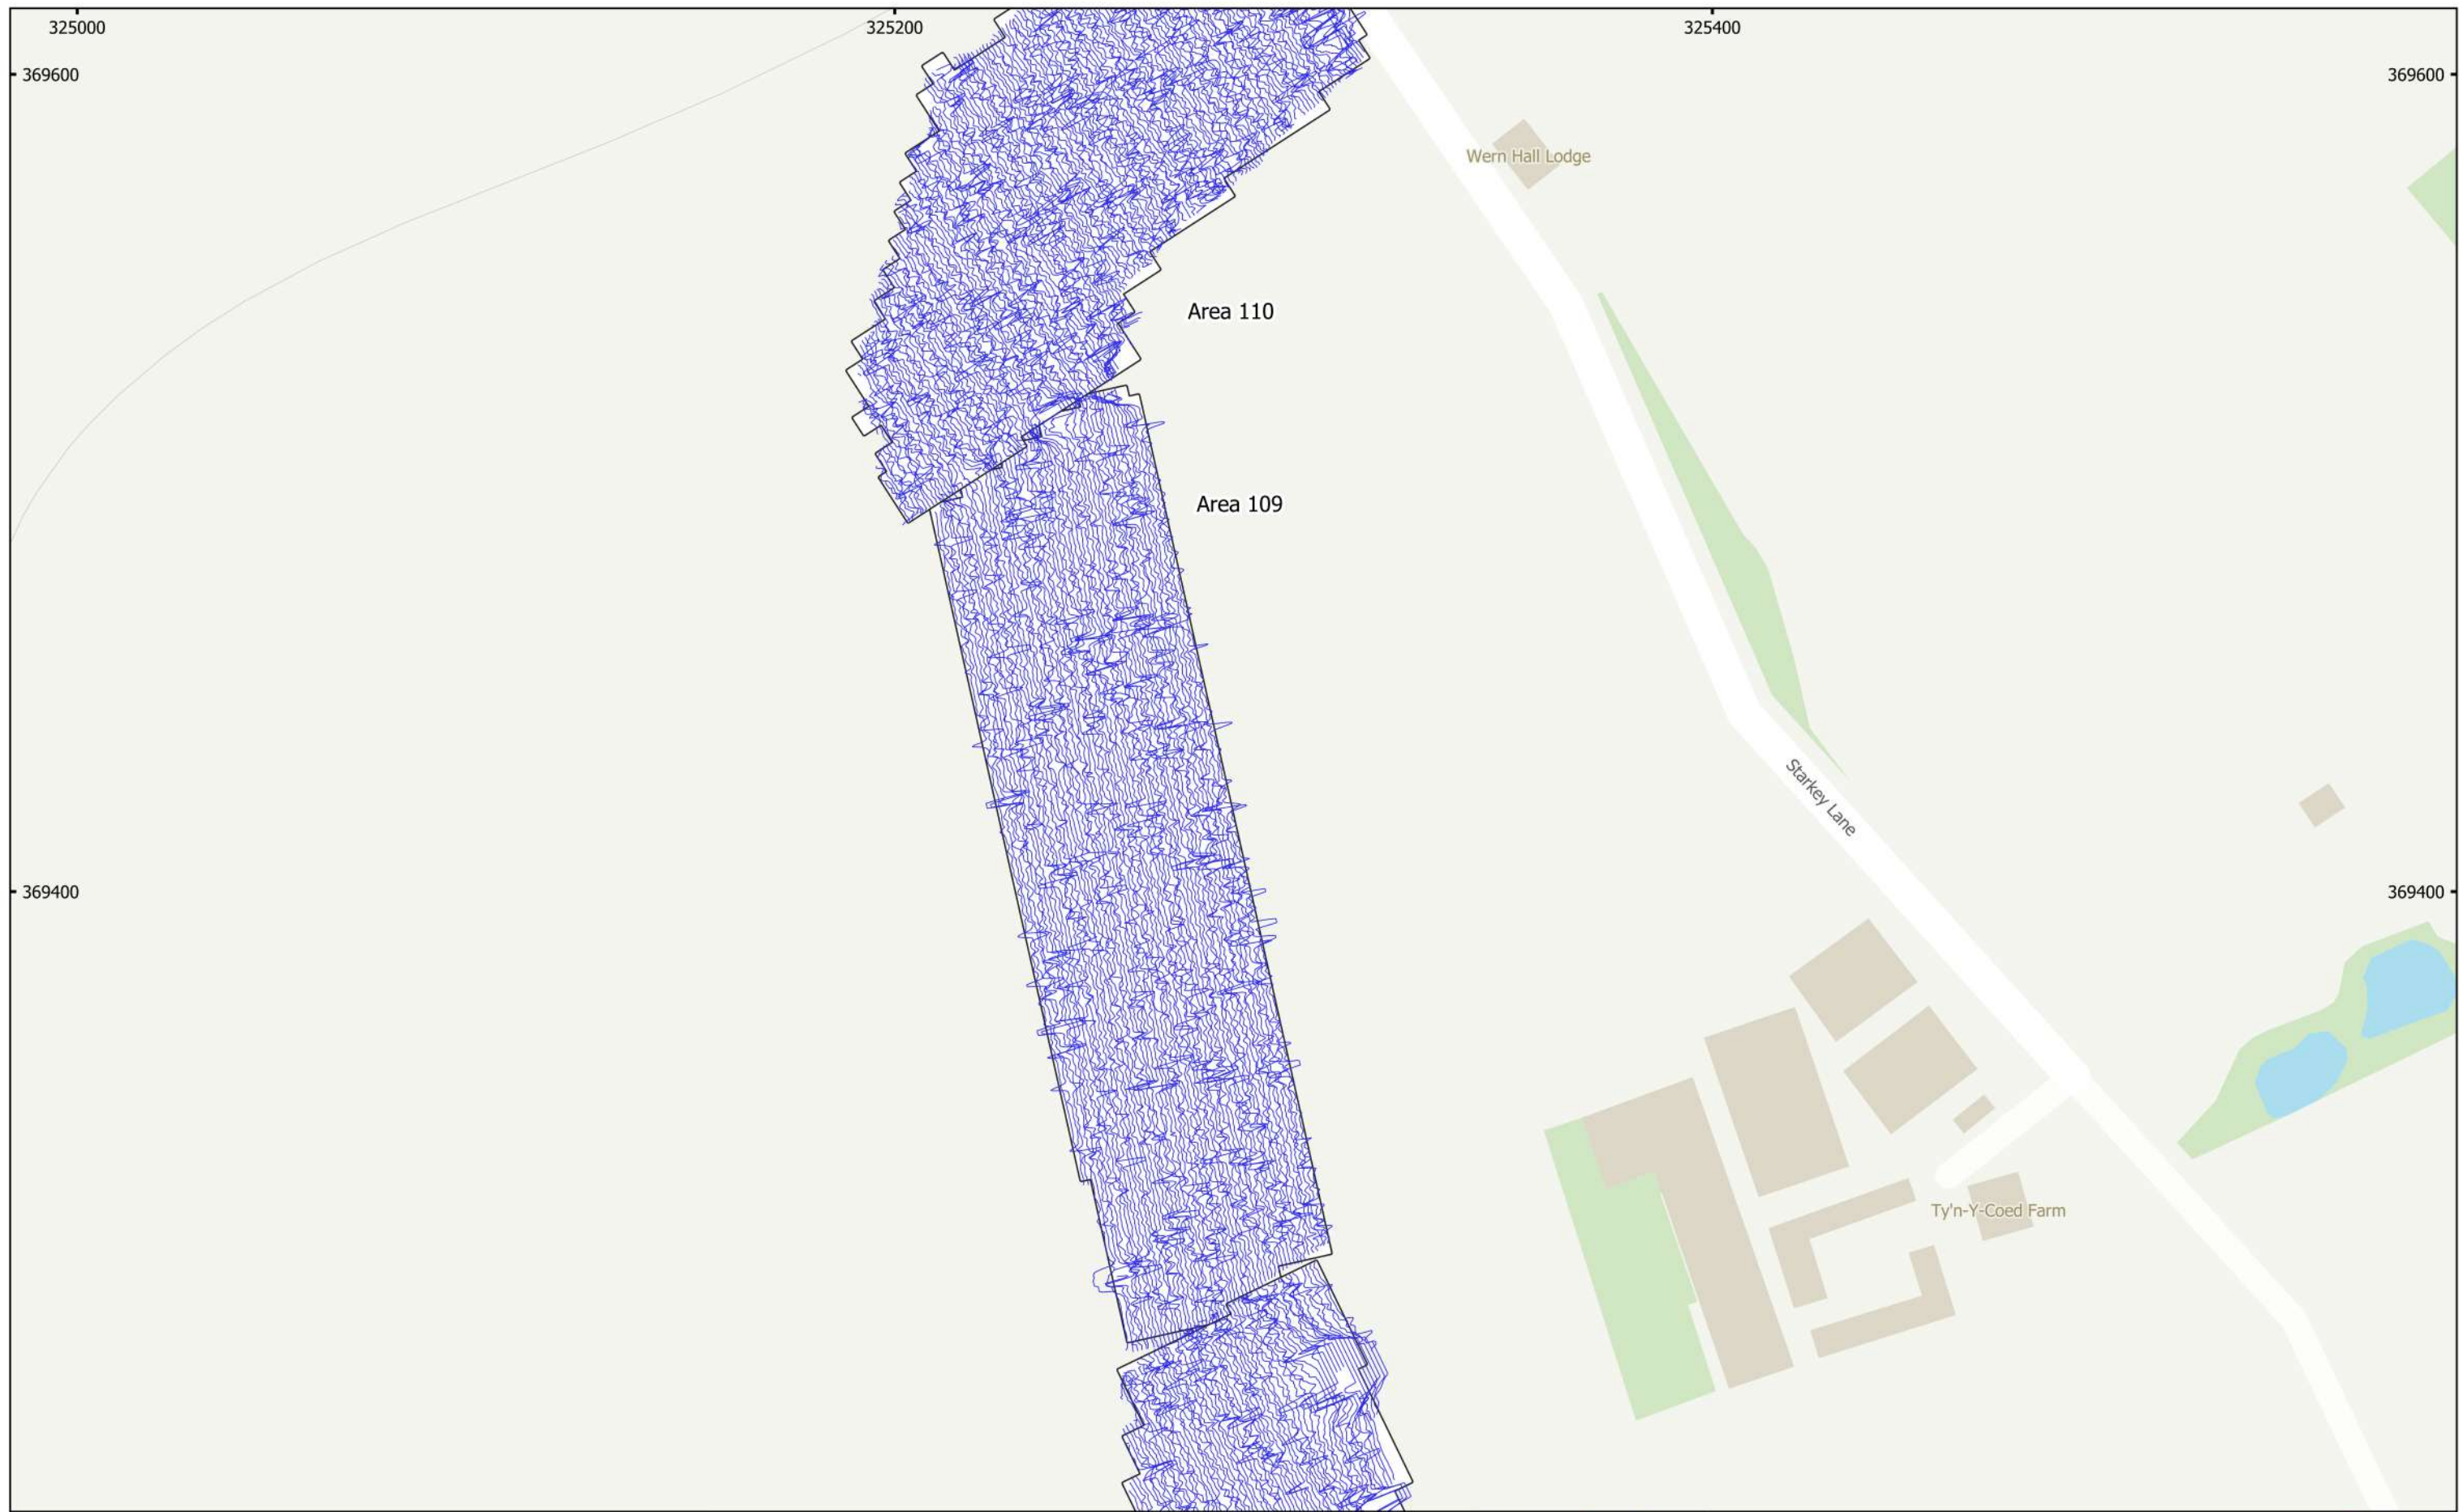 325000
325200
325400
369600
369600
Wern Hall Lodge
Area 110
Area 109
Starkey Lane
369400
369400
Ty'n-Y-Coed Farm